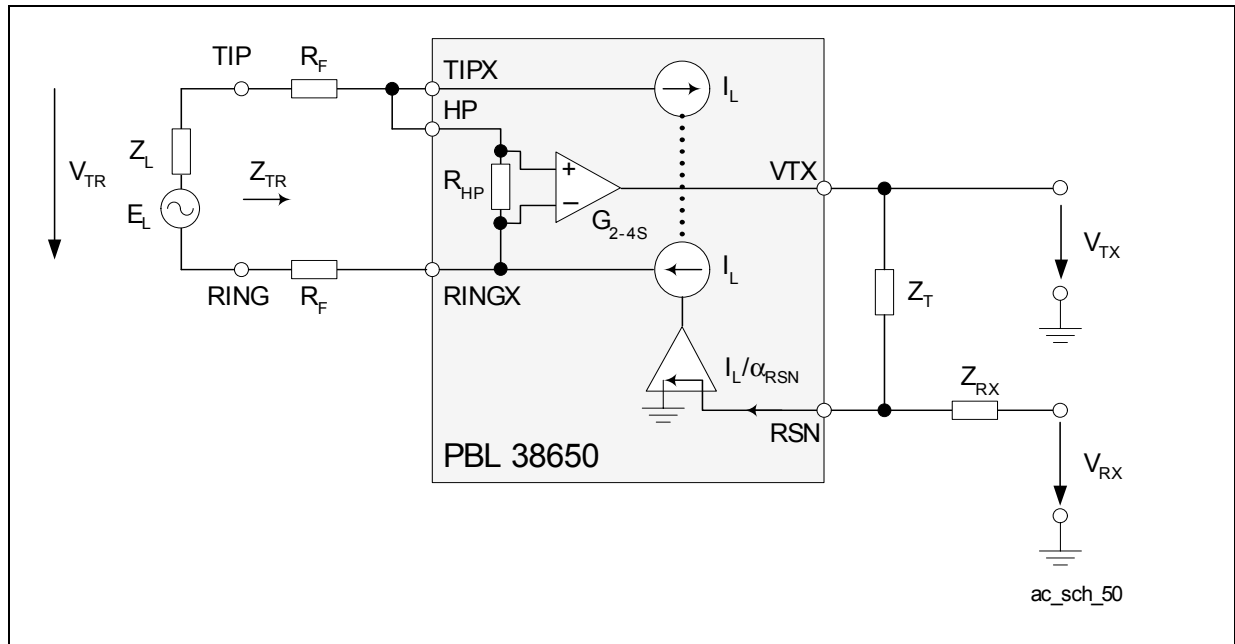 TIP
R_F
TIPX
I_L
HP
Z_L
V_TR
Z_TR
R_HP
+
−
VTX
E_L
G_2-4S
V_TX
I_L
RING
R_F
RINGX
Z_T
I_L/α_RSN
Z_RX
RSN
PBL 38650
V_RX
ac_sch_50